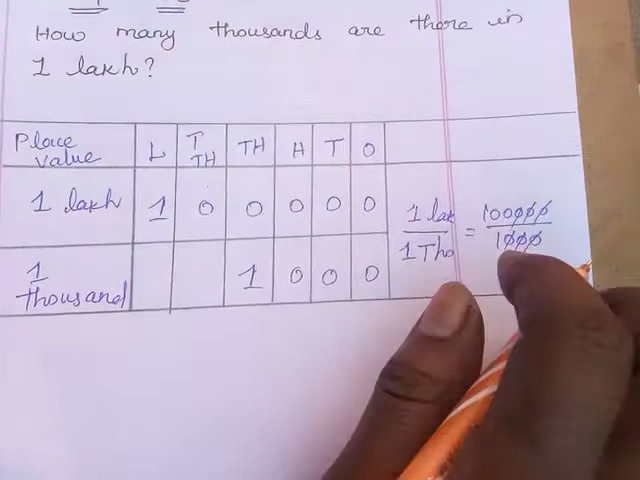 How many thousands are there in
1 lakh?
Place value L T TH TH H T O
1 lakh 1 0 0 0 0 0
1 thousand 1 0 0 0
1 lak / 1 Tho = 100000 / 1000